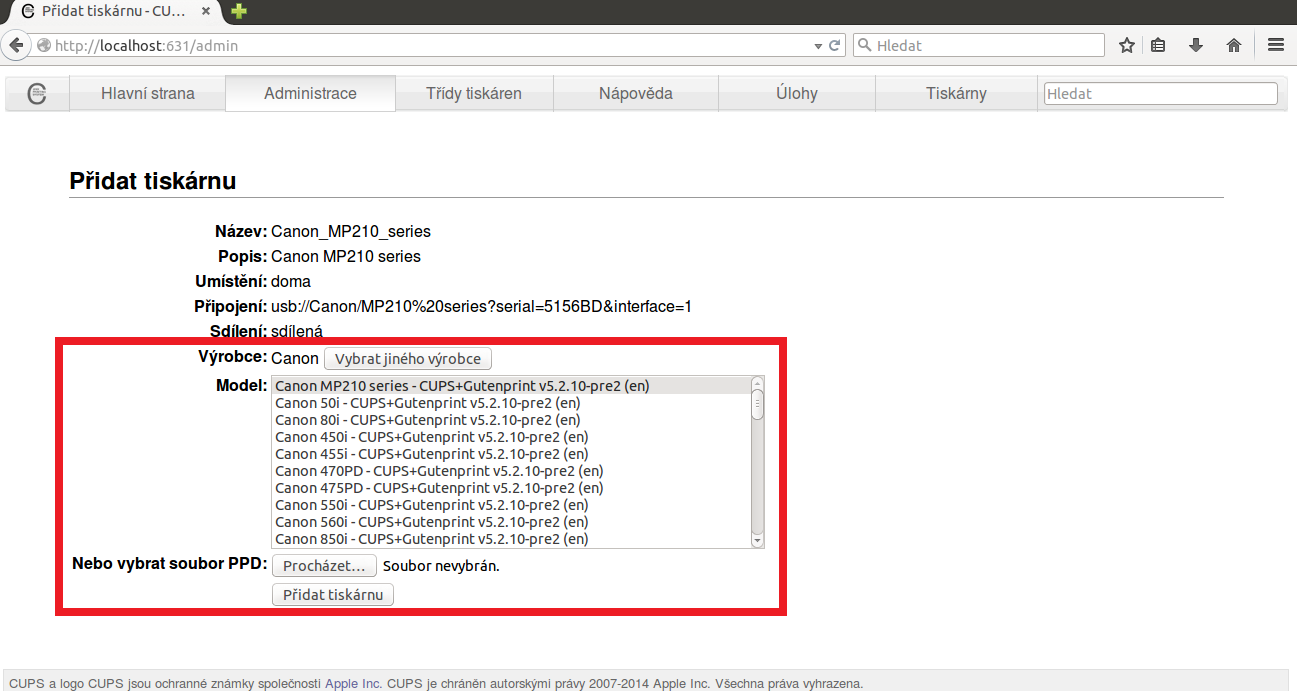 Přidat tiskárnu - CU...
http://localhost:631/admin
Hledat
Hlavní strana
Administrace
Třídy tiskáren
Nápověda
Úlohy
Tiskárny
Hledat
Přidat tiskárnu
Název: Canon_MP210_series
Popis: Canon MP210 series
Umístění: doma
Připojení: usb://Canon/MP210%20series?serial=5156BD&interface=1
Sdílení: sdílená
Výrobce: Canon Vybrat jiného výrobce
Model: Canon MP210 series - CUPS+Gutenprint v5.2.10-pre2 (en)
Canon 50i - CUPS+Gutenprint v5.2.10-pre2 (en)
Canon 80i - CUPS+Gutenprint v5.2.10-pre2 (en)
Canon 450i - CUPS+Gutenprint v5.2.10-pre2 (en)
Canon 455i - CUPS+Gutenprint v5.2.10-pre2 (en)
Canon 470PD - CUPS+Gutenprint v5.2.10-pre2 (en)
Canon 475PD - CUPS+Gutenprint v5.2.10-pre2 (en)
Canon 550i - CUPS+Gutenprint v5.2.10-pre2 (en)
Canon 560i - CUPS+Gutenprint v5.2.10-pre2 (en)
Canon 850i - CUPS+Gutenprint v5.2.10-pre2 (en)
Nebo vybrat soubor PPD: Procházet... Soubor nevybrán.
Přidat tiskárnu
CUPS a logo CUPS jsou ochranné známky společnosti Apple Inc. CUPS je chráněn autorskými právy 2007-2014 Apple Inc. Všechna práva vyhrazena.